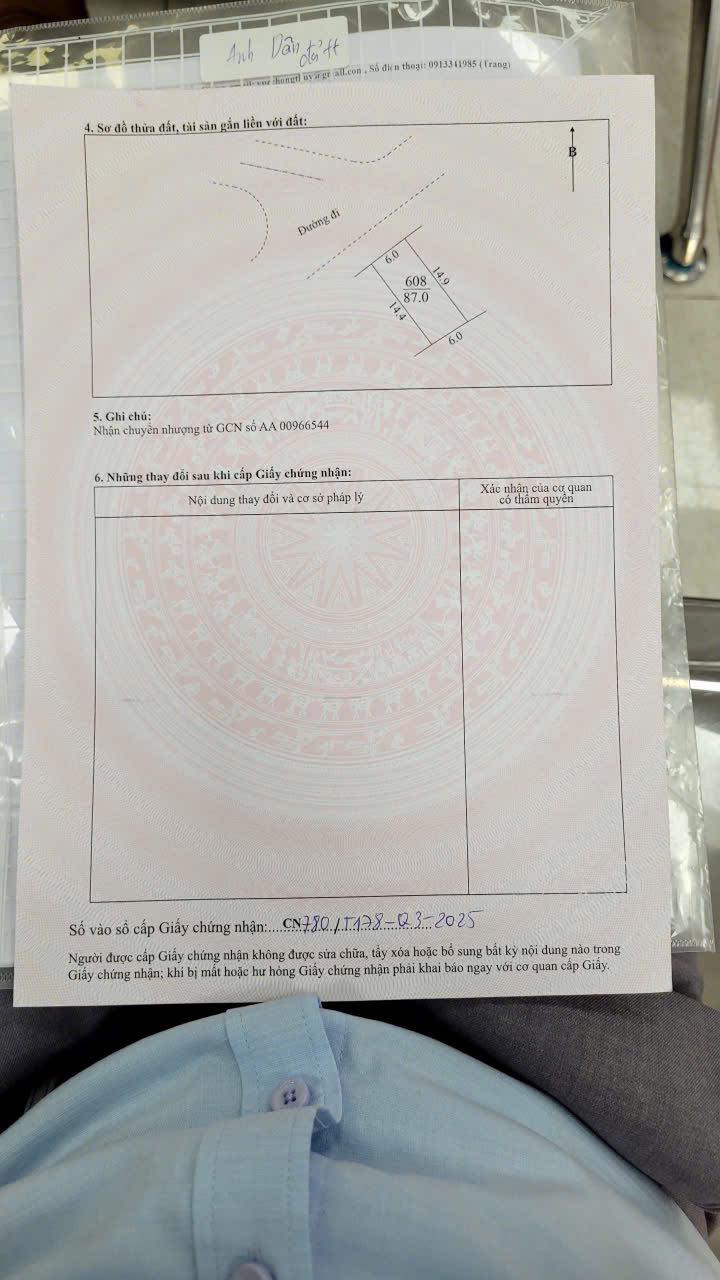 Anh Dân
Số điện thoại: 0913341985 (Trang)
4. Sơ đồ thửa đất, tài sản gắn liền với đất:
B
Đường đi
6.0
14.9
608
87.0
14.4
6.0
5. Ghi chú:
Nhận chuyển nhượng từ GCN số AA 00966544
6. Những thay đổi sau khi cấp Giấy chứng nhận:
Nội dung thay đổi và cơ sở pháp lý
Xác nhận của cơ quan
có thẩm quyền
Số vào sổ cấp Giấy chứng nhận:.....CN780/T178-Q3-2025
Người được cấp Giấy chứng nhận không được sửa chữa, tẩy xóa hoặc bổ sung bất kỳ nội dung nào trong
Giấy chứng nhận; khi bị mất hoặc hư hỏng Giấy chứng nhận phải khai báo ngay với cơ quan cấp Giấy.